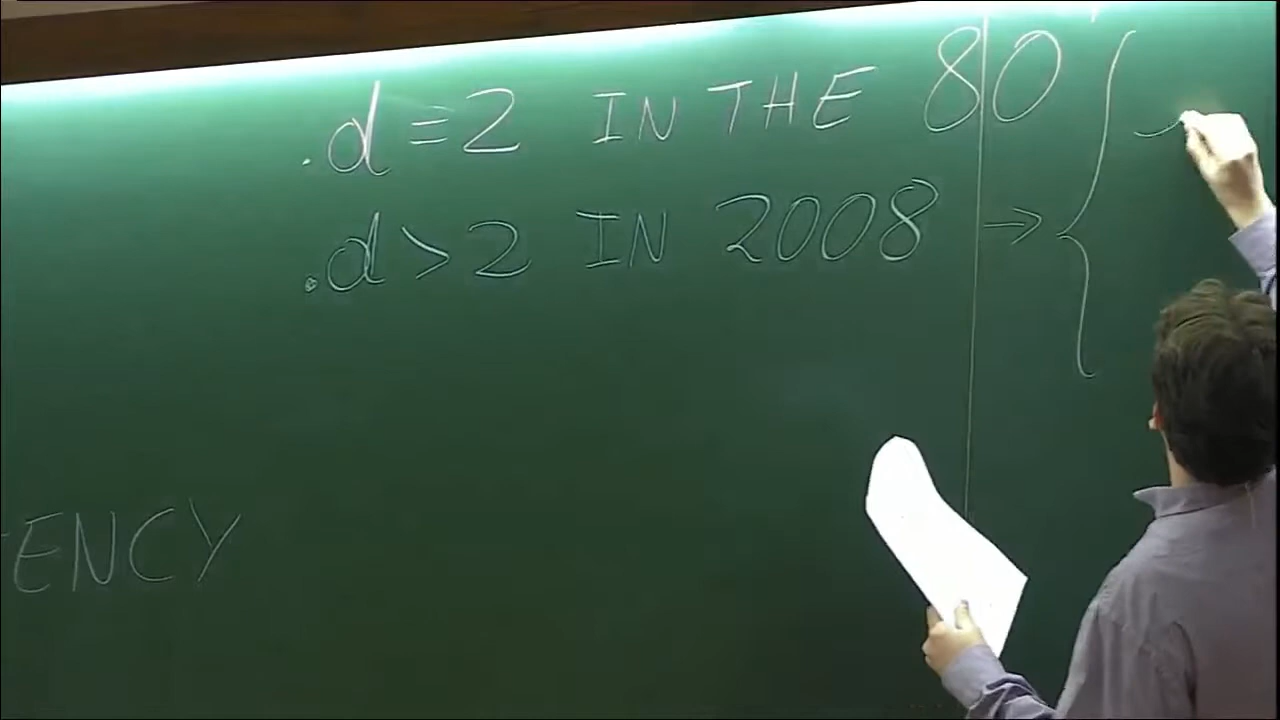 .d ≡ 2 IN THE 80
.d > 2 IN 2008 → {
ENCY